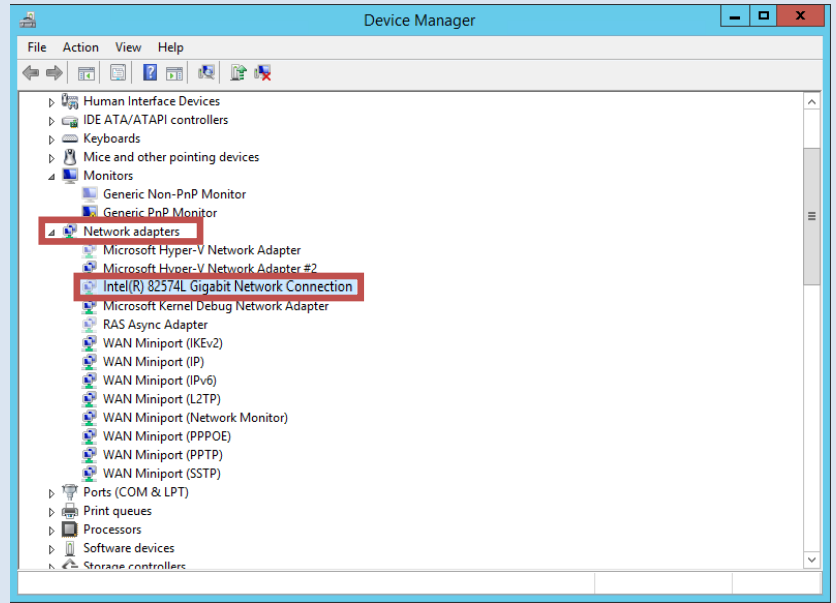 Device Manager
File Action View Help
Human Interface Devices
IDE ATA/ATAPI controllers
Keyboards
Mice and other pointing devices
Monitors
Generic Non-PnP Monitor
Generic PnP Monitor
Network adapters
Microsoft Hyper-V Network Adapter
Microsoft Hyper-V Network Adapter #2
Intel(R) 82574L Gigabit Network Connection
Microsoft Kernel Debug Network Adapter
RAS Async Adapter
WAN Miniport (IKEv2)
WAN Miniport (IP)
WAN Miniport (IPv6)
WAN Miniport (L2TP)
WAN Miniport (Network Monitor)
WAN Miniport (PPPOE)
WAN Miniport (PPTP)
WAN Miniport (SSTP)
Ports (COM & LPT)
Print queues
Processors
Software devices
Storage controllers